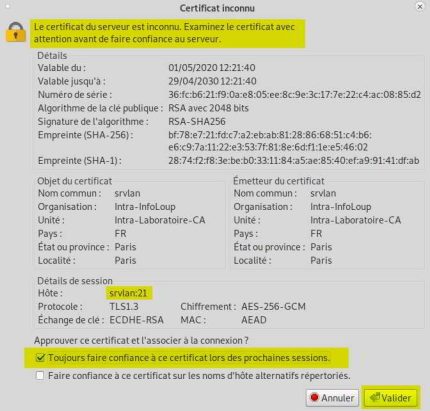 Certificat inconnu
Le certificat du serveur est inconnu. Examinez le certificat avec
attention avant de faire confiance au serveur.
Détails
Valable du : 01/05/2020 12:21:40
Valable jusqu'à : 29/04/2030 12:21:40
Numéro de série : 36:fc:b6:21:f9:0a:e8:05:ee:8c:9e:3c:17:7e:22:c4:ac:08:85:d2
Algorithme de la clé publique : RSA avec 2048 bits
Signature de l'algorithme : RSA-SHA256
Empreinte (SHA-256) : bf:78:e7:21:fd:c7:a2:eb:ab:81:28:86:68:51:c4:b6:
e6:c9:7a:11:22:e3:53:7f:81:8e:6d:f1:1e:e5:46:02
Empreinte (SHA-1) : 28:74:f2:f8:3e:be:b0:33:11:84:a5:ae:85:40:ef:a9:91:41:df:ab
Objet du certificat
Nom commun : srvlan
Organisation : Intra-InfoLoup
Unité : Intra-Laboratoire-CA
Pays : FR
État ou province : Paris
Localité : Paris
Émetteur du certificat
Nom commun : srvlan
Organisation : Intra-InfoLoup
Unité : Intra-Laboratoire-CA
Pays : FR
État ou province : Paris
Localité : Paris
Détails de session
Hôte : srvlan:21
Protocole : TLS1.3 Chiffrement : AES-256-GCM
Échange de clé : ECDHE-RSA MAC : AEAD
Approuver ce certificat et l'associer à la connexion ?
Toujours faire confiance à ce certificat lors des prochaines sessions.
Faire confiance à ce certificat sur les noms d'hôte alternatifs répertoriés.
Annuler Valider